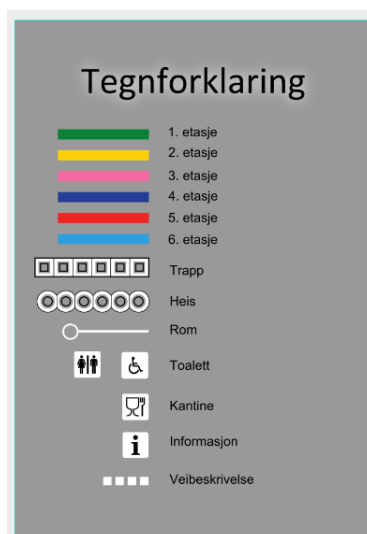 Tegnforklaring
1. etasje
2. etasje
3. etasje
4. etasje
5. etasje
6. etasje
Trapp
Heis
Rom
Toalett
Kantine
i Informasjon
Veibeskrivelse